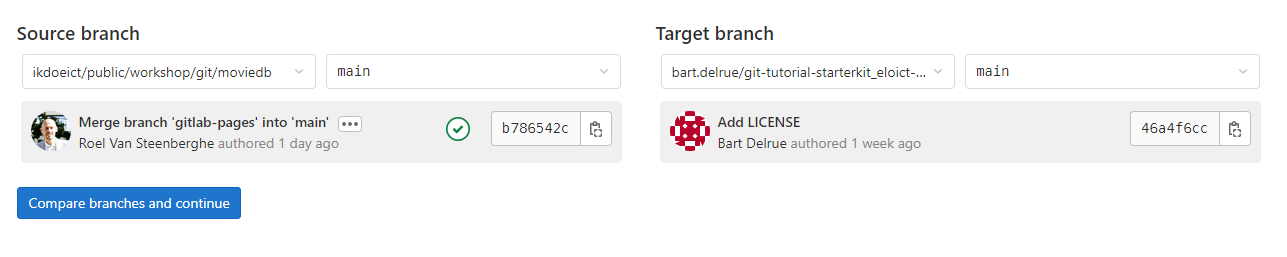 Source branch
ikdoeict/public/workshop/git/moviedb
main
Merge branch 'gitlab-pages' into 'main'
Roel Van Steenberghe authored 1 day ago
b786542c
Target branch
bart.delrue/git-tutorial-starterkit_eloict-...
main
Add LICENSE
Bart Delrue authored 1 week ago
46a4f6cc
Compare branches and continue